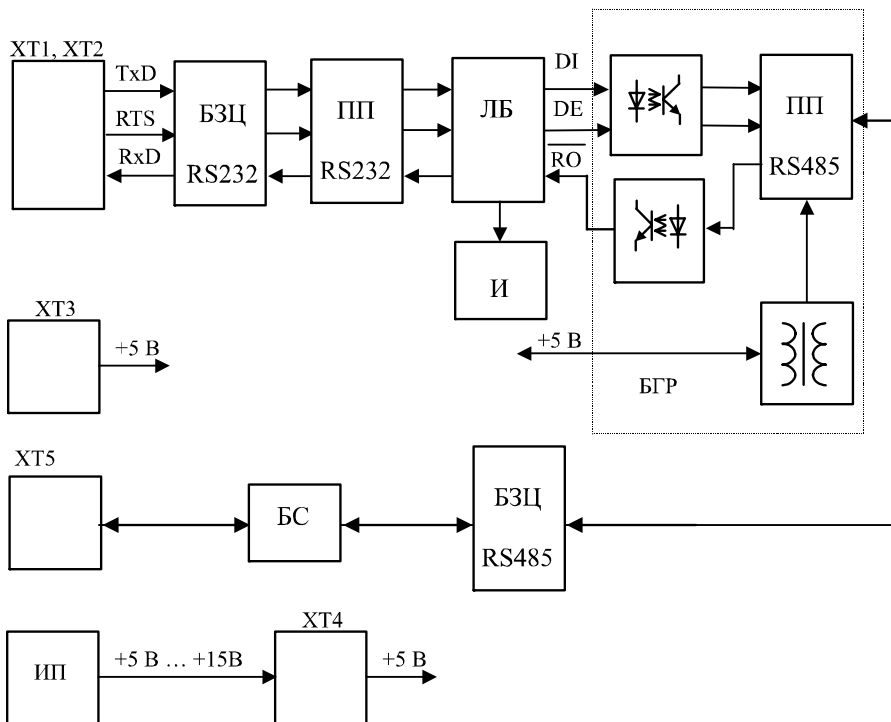 XT1, XT2
TxD
RTS
RxD
БЗЦ
RS232
ПП
RS232
ЛБ
DI
DE
RO
ПП
RS485
И
XT3
+5 В
+5 В
БГР
XT5
БС
БЗЦ
RS485
ИП
+5 В ... +15В
XT4
+5 В